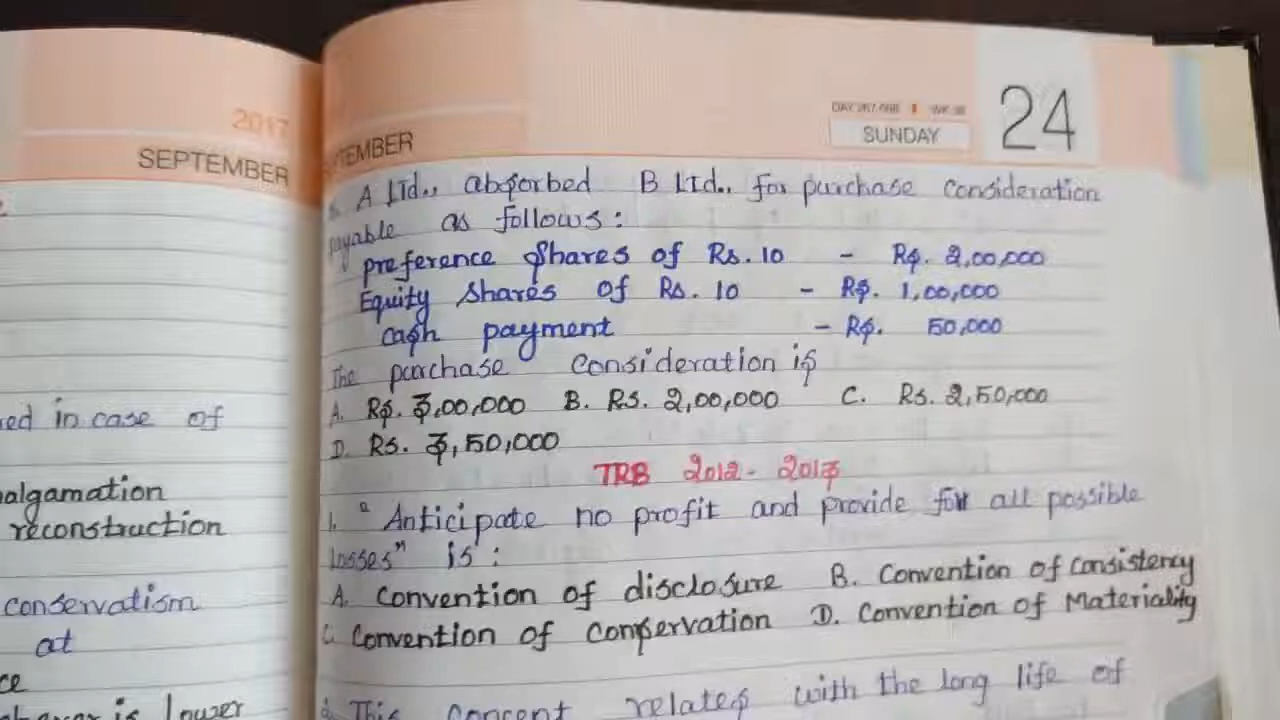 2017
SEPTEMBER
ed in case of
algamation
reconstruction
conservatism
at
ce
is lower
TEMBER
SUNDAY
24
A Ltd., absorbed B Ltd., for purchase consideration
payable as follows:
preference shares of Rs. 10 - Rs. 2,00,000
Equity shares of Rs. 10 - Rs. 1,00,000
cash payment - Rs. 50,000
The purchase consideration is
A. Rs. 3,00,000 B. Rs. 2,00,000 C. Rs. 2,50,000
D. Rs. 3,50,000
TRB 2012-2013
1. "Anticipate no profit and provide for all possible
losses" is:
A. Convention of disclosure B. Convention of consistency
C. Convention of conservation D. Convention of Materiality
This concept relates with the long life of